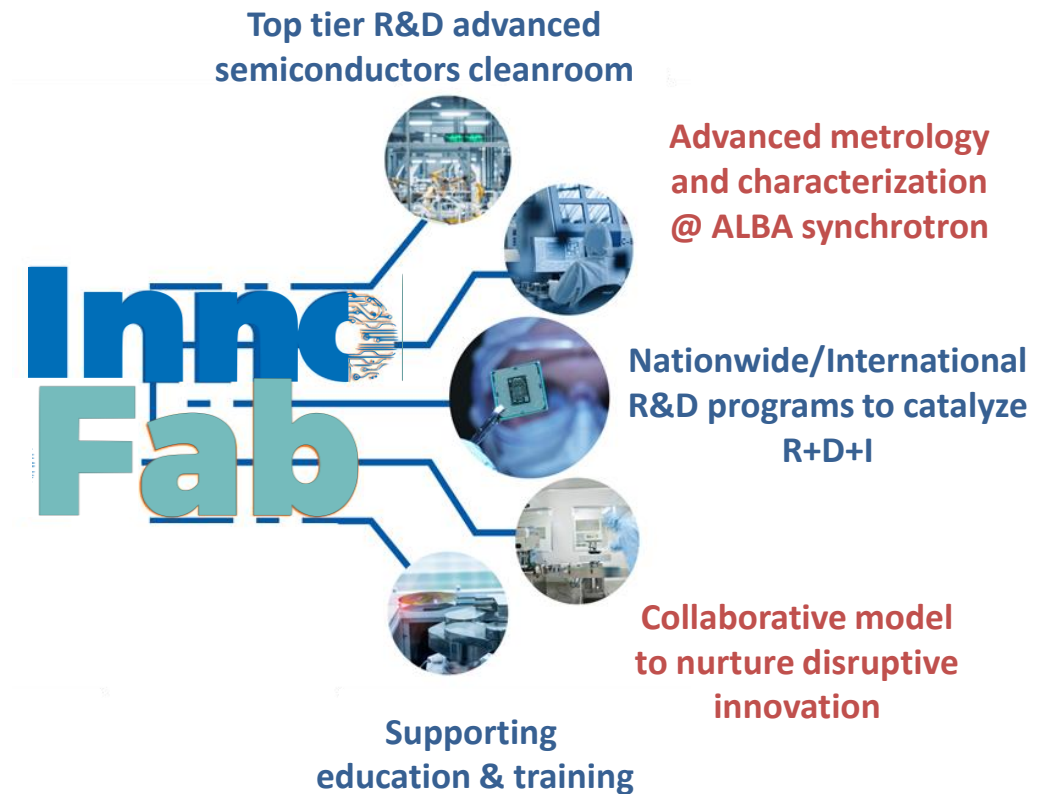 Top tier R&D advanced
semiconductors cleanroom
Advanced metrology
and characterization
@ ALBA synchrotron
Inno
Fab
Nationwide/International
R&D programs to catalyze
R+D+I
Collaborative model
to nurture disruptive
innovation
Supporting
education & training